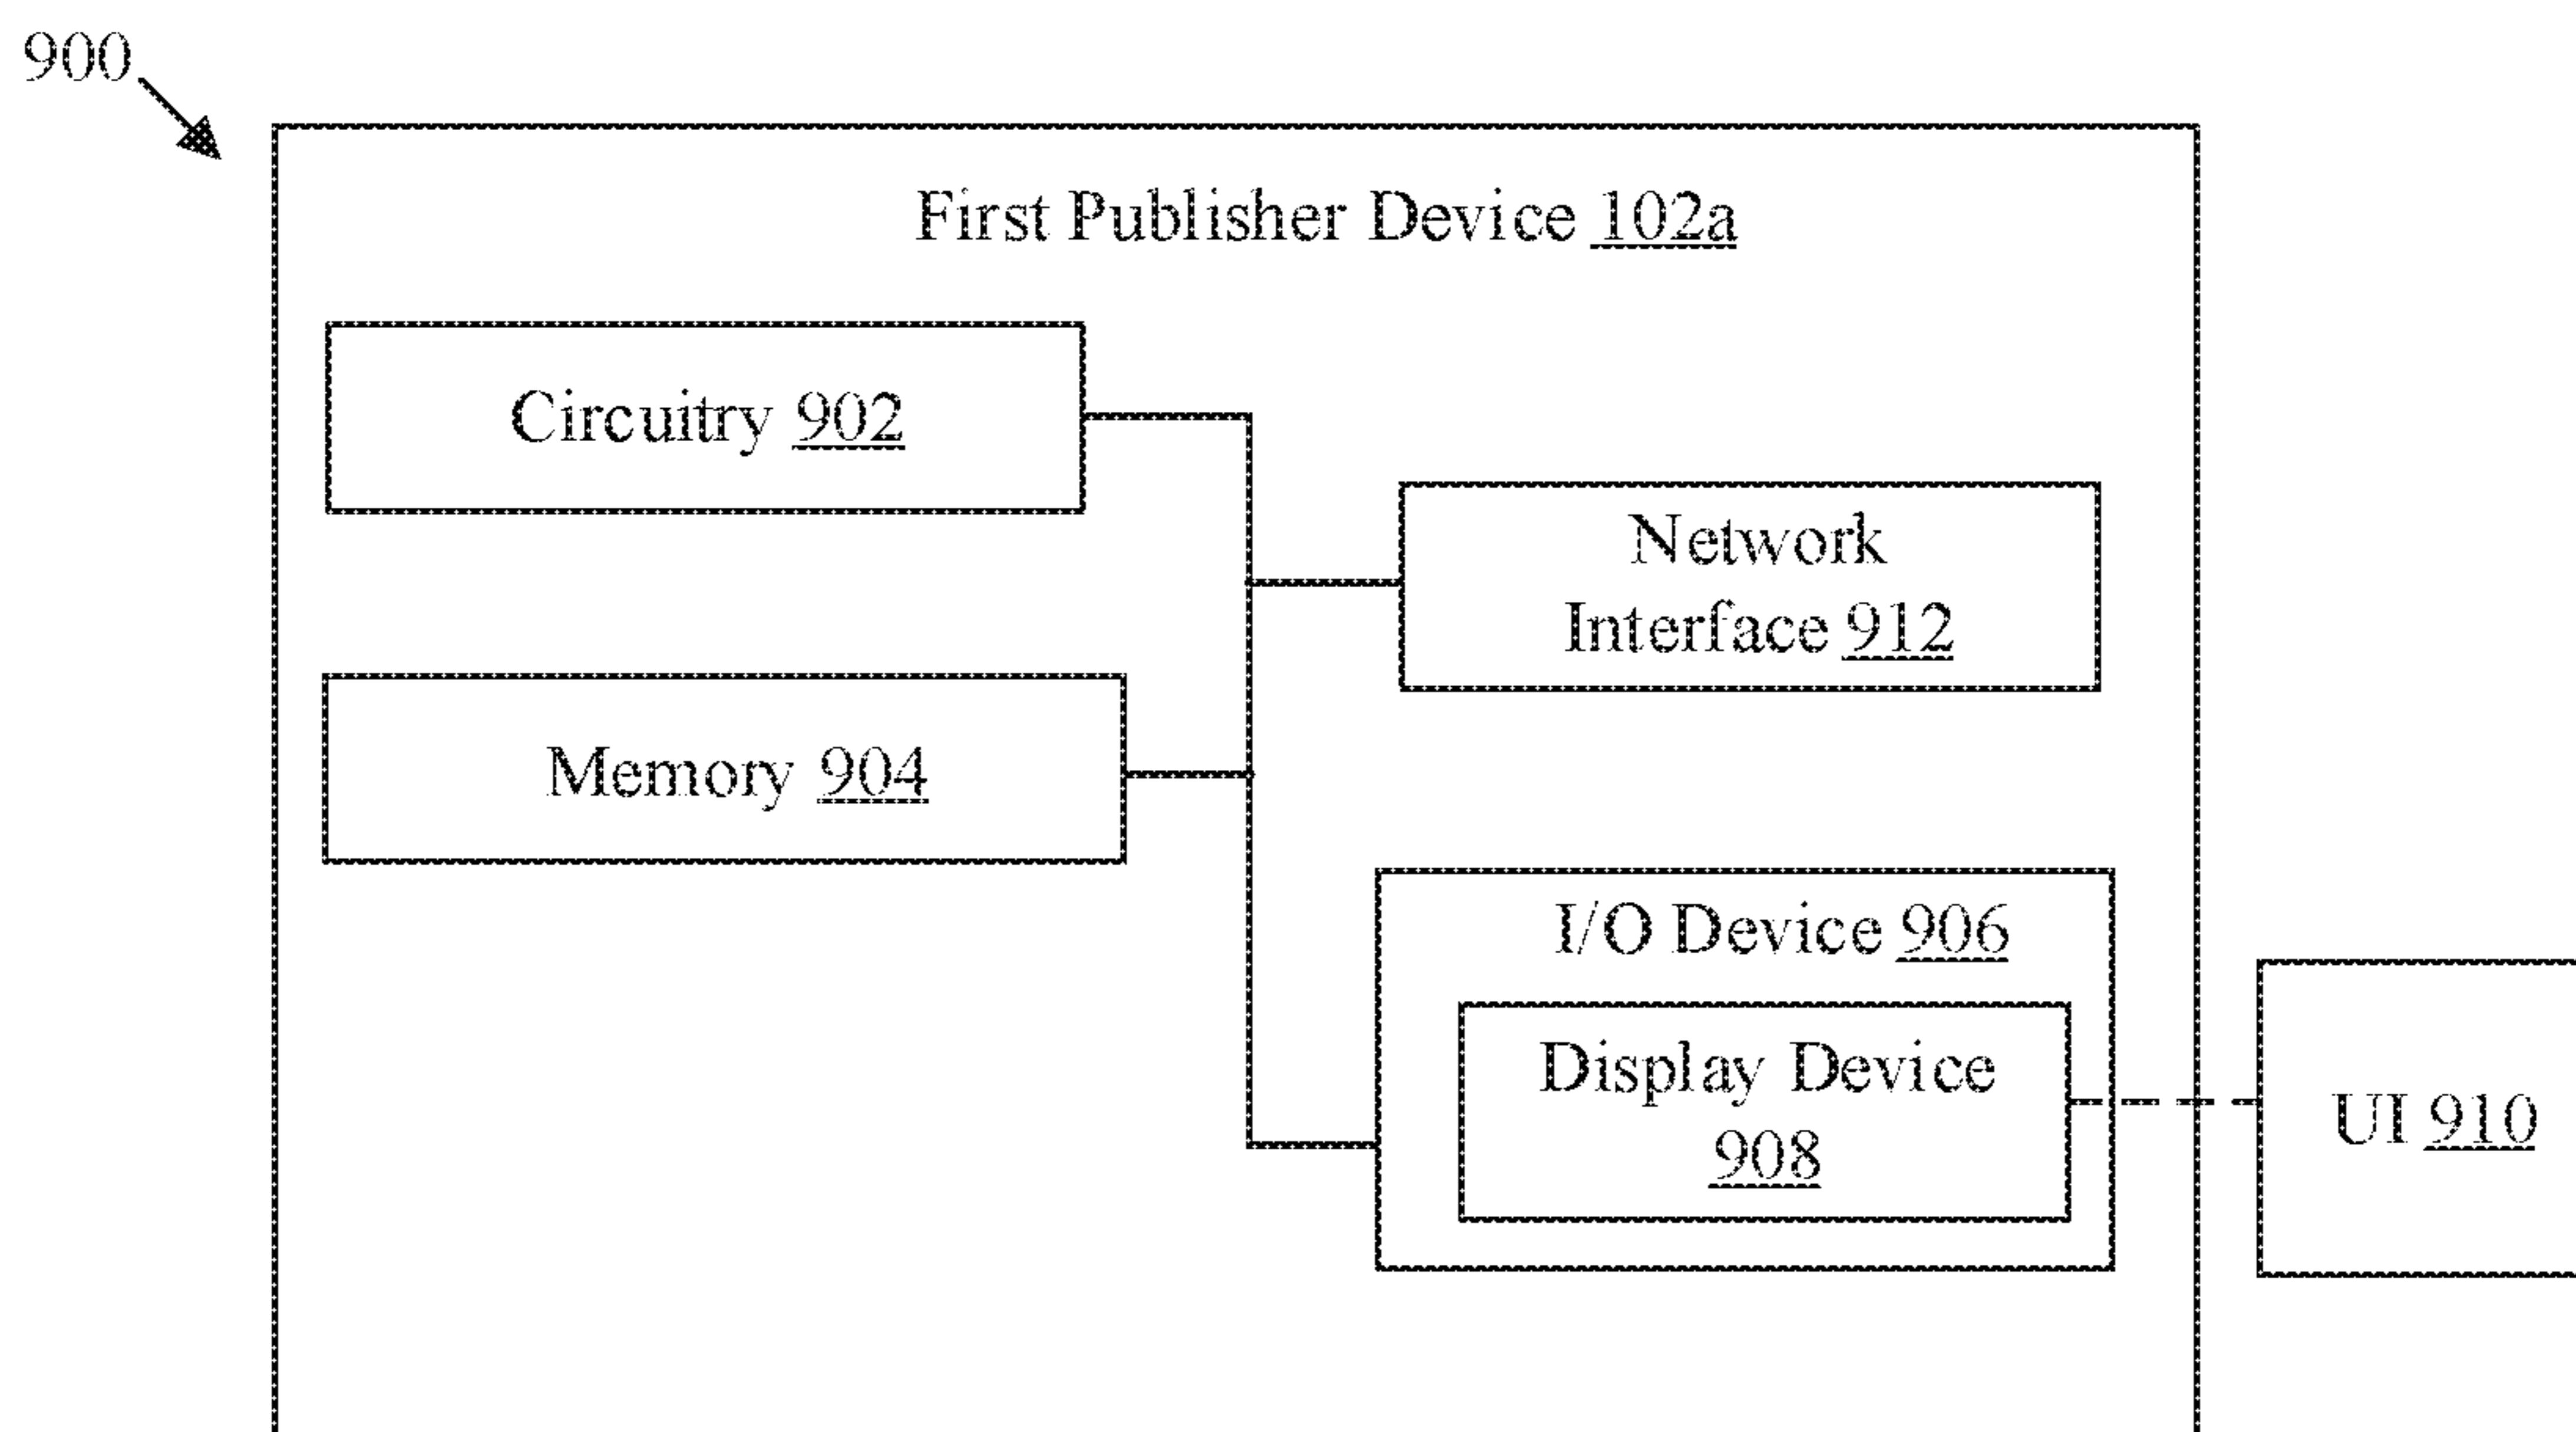 900
First Publisher Device 102a
Circuitry 902
Network
Interface 912
Memory 904
I/O Device 906
Display Device
908
UI 910